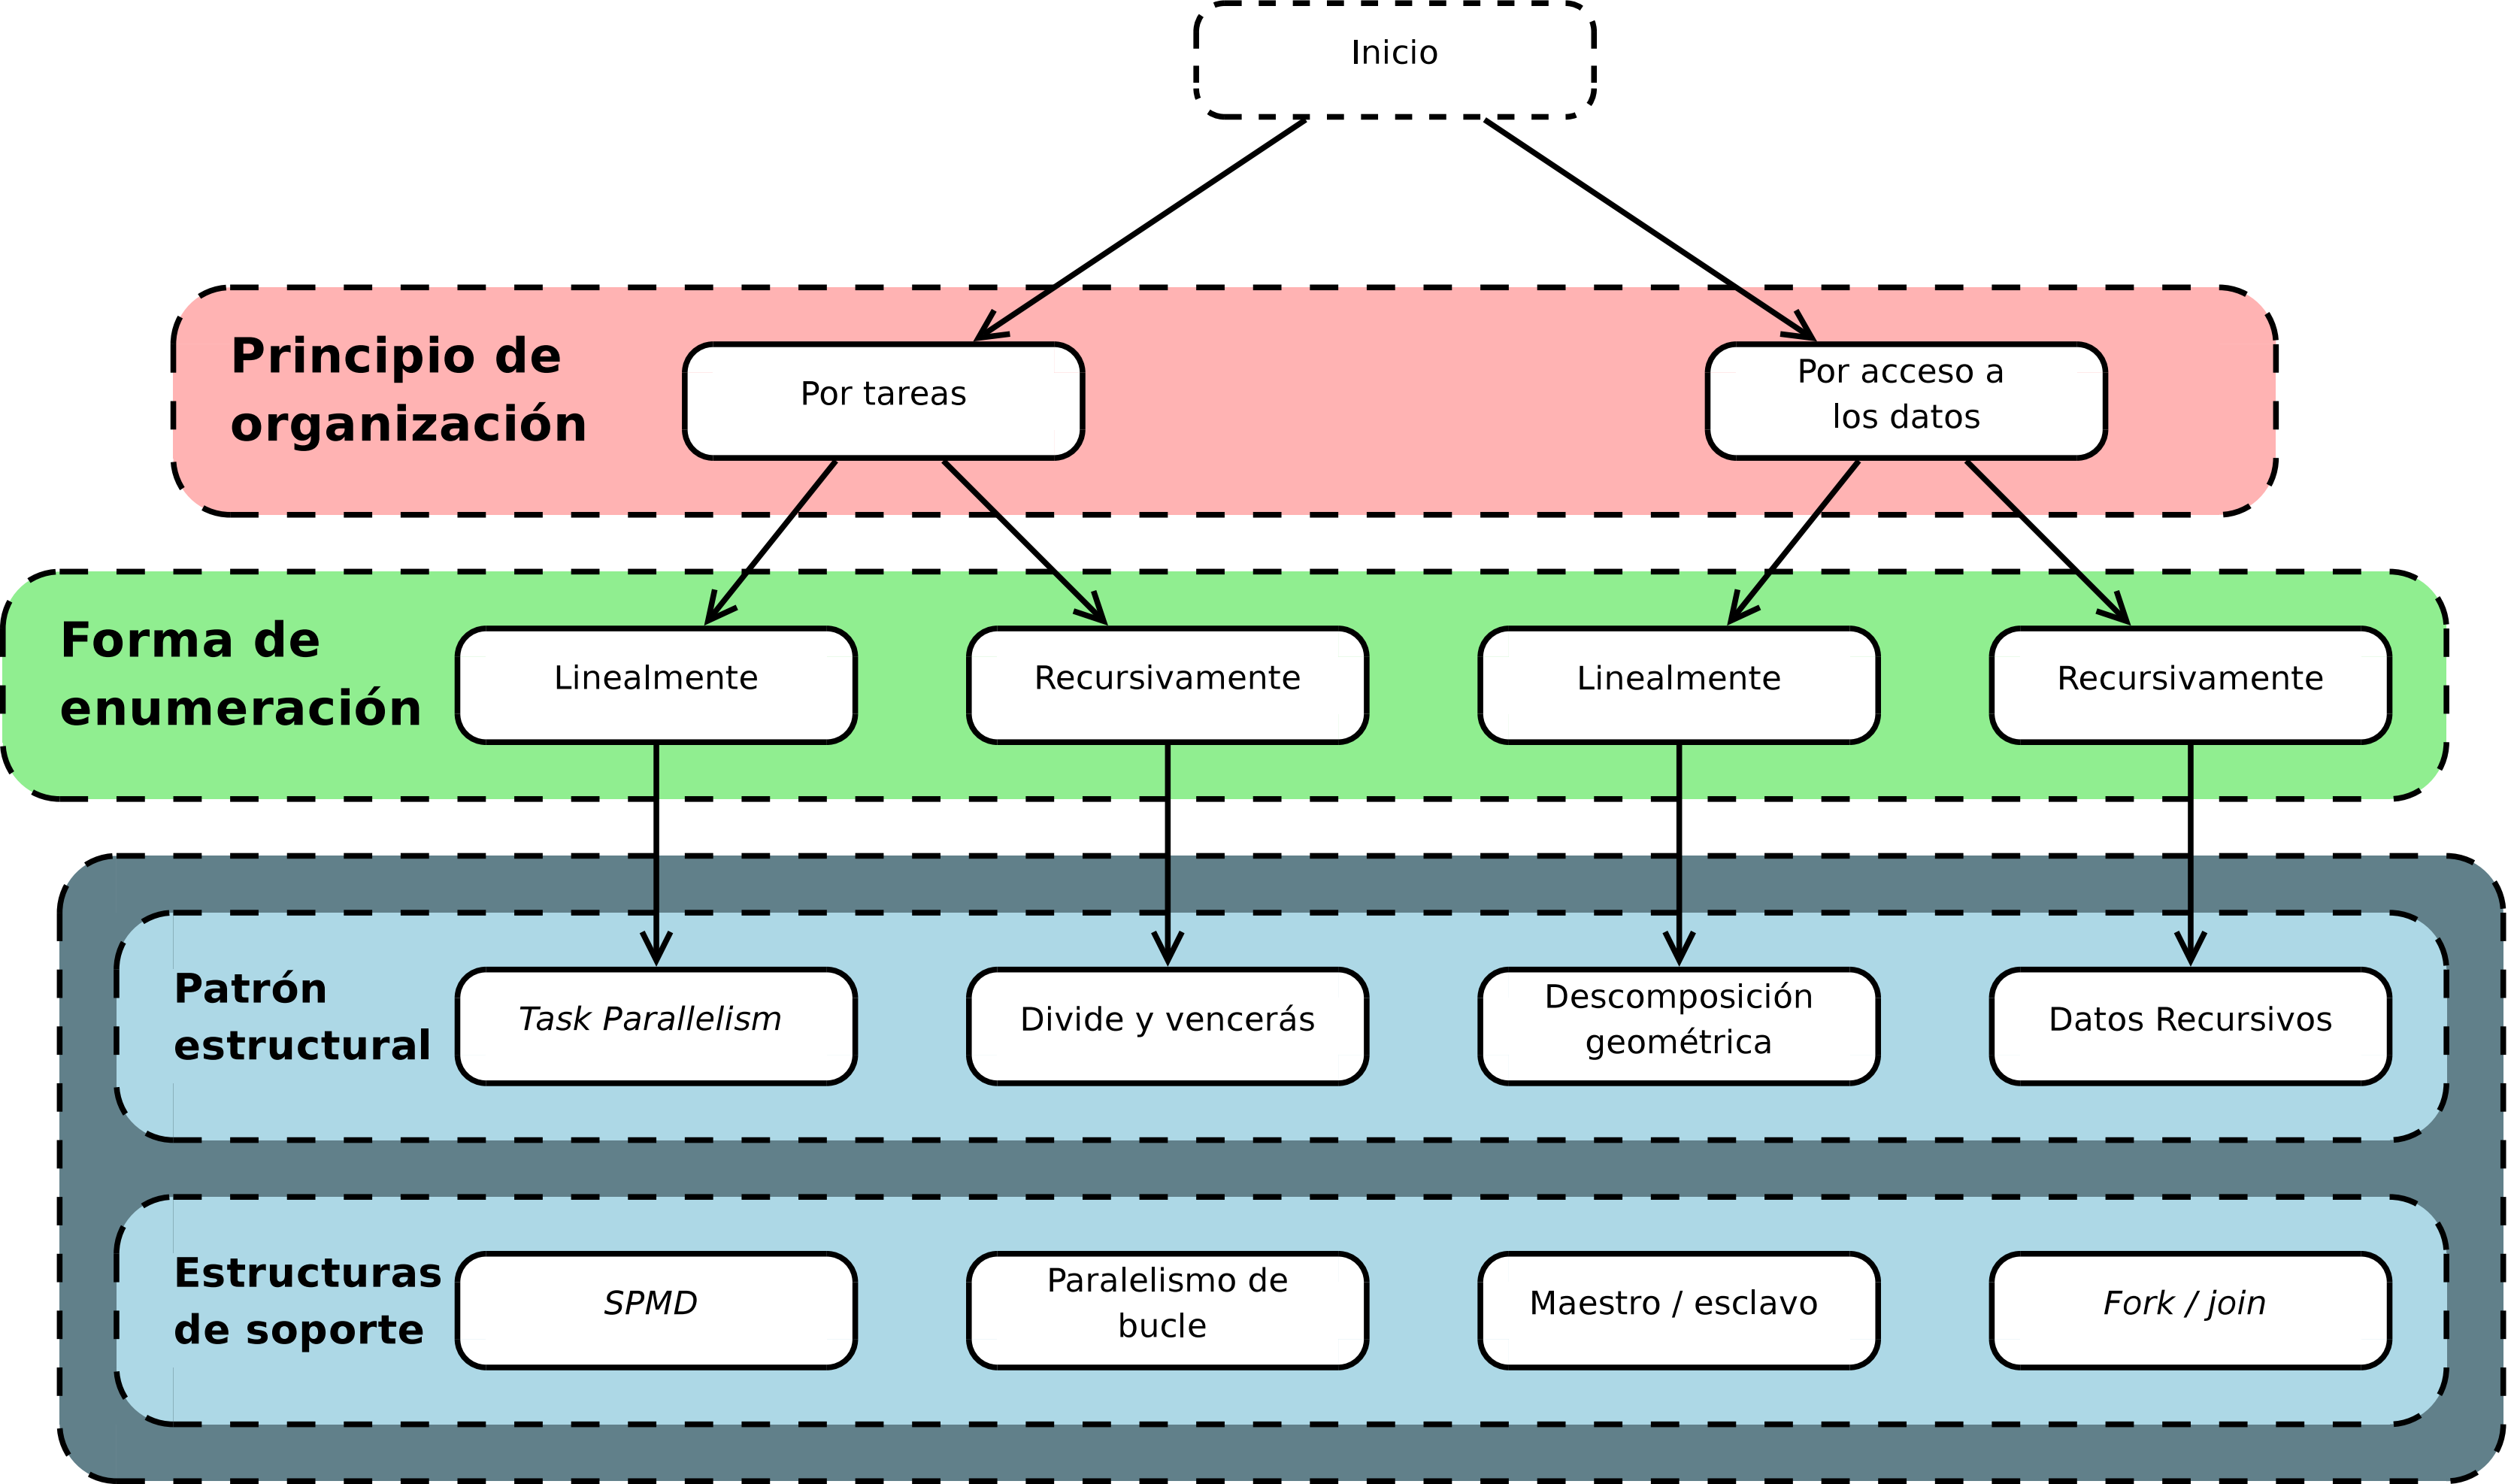 Inicio
Principio de
organización
Por tareas
Por acceso a
los datos
Forma de
enumeración
Linealmente
Recursivamente
Linealmente
Recursivamente
Patrón
estructural
Task Parallelism
Divide y vencerás
Descomposición
geométrica
Datos Recursivos
Estructuras
de soporte
SPMD
Paralelismo de
bucle
Maestro / esclavo
Fork / join